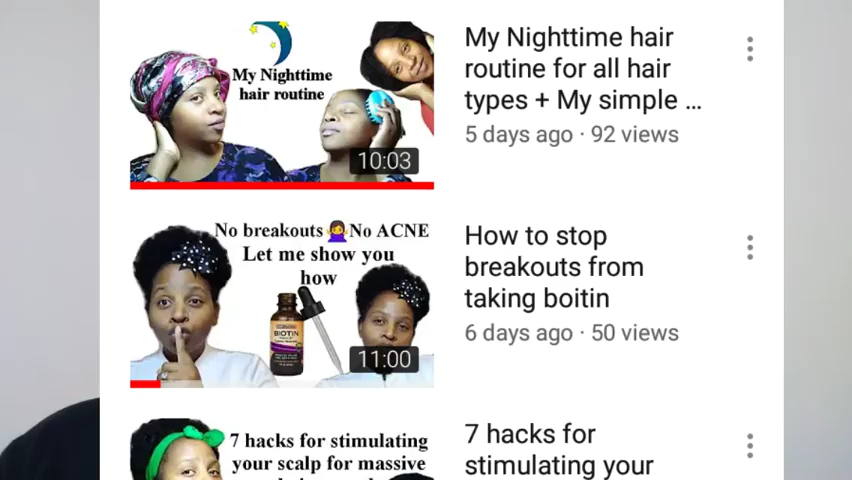 My Nighttime
hair routine
10:03
My Nighttime hair
routine for all hair
types + My simple ...
5 days ago · 92 views
No breakouts🙅‍♀️No ACNE
Let me show you
how
BIOTIN
11:00
How to stop
breakouts from
taking boitin
6 days ago · 50 views
7 hacks for stimulating
your scalp for massive
7 hacks for
stimulating your